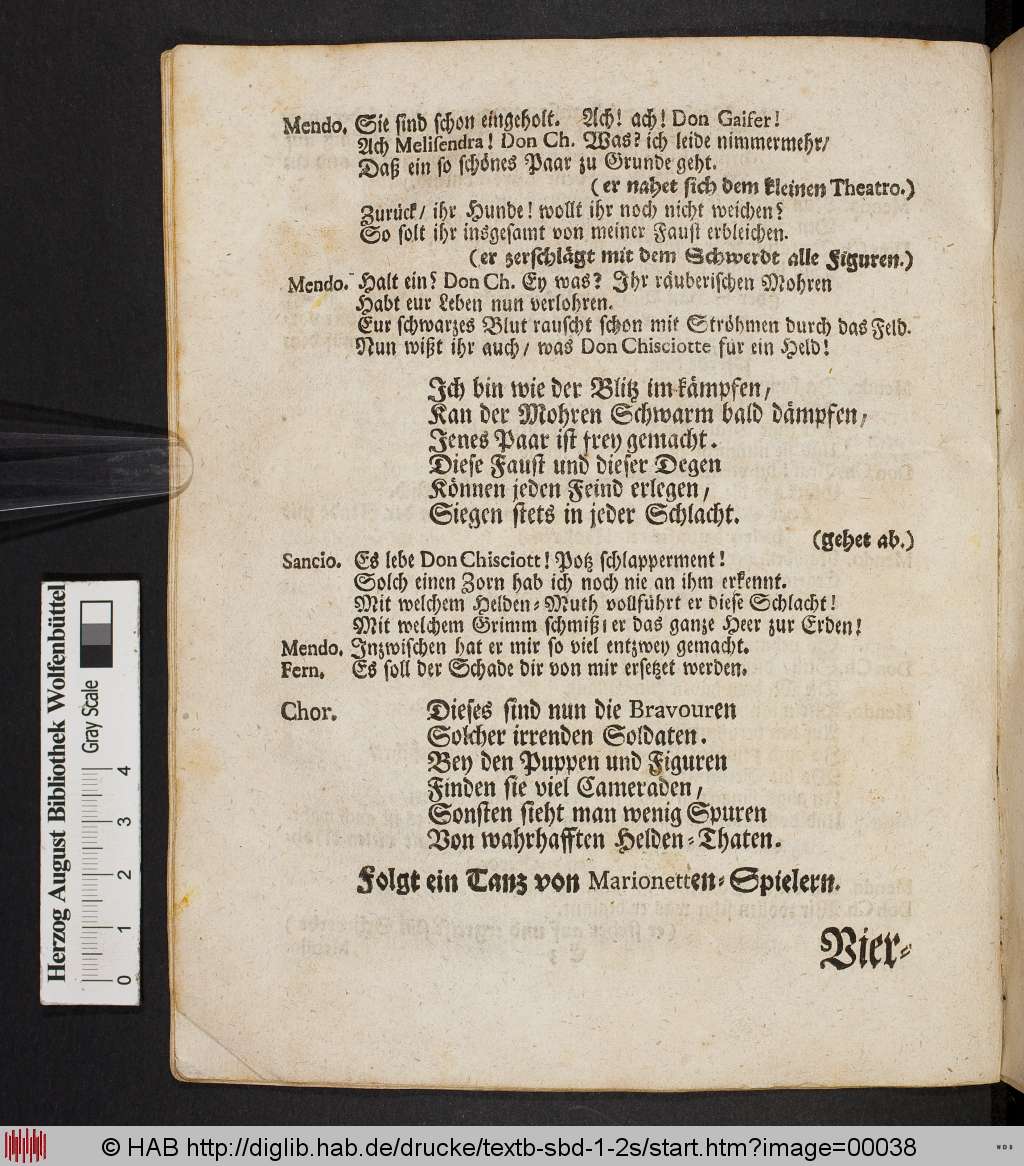 Mendo. Sie sind schon eingeholt. Ach! ach! Don Gaifer!
Ach Melisendra! Don Ch. Was? ich leide nimmermehr/
Daß ein so schönes Paar zu Grunde geht.
(er nahet sich dem kleinen Theatro.)
Zurück/ ihr Hunde! wollt ihr noch nicht weichen?
So solt ihr insgesamt von meiner Faust erbleichen.
(er zerschlägt mit dem Schwerdt alle Figuren.)
Mendo. Halt ein? Don Ch. Ey was? Ihr räuberischen Mohren
Habt eur Leben nun verlohren.
Eur schwarzes Blut rauscht schon mit Ströhmen durch das Feld.
Nun wißt ihr auch/ was Don Chisciotte für ein Held!
Ich bin wie der Blitz im kämpfen/
Kan der Mohren Schwarm bald dämpfen/
Jenes Paar ist frey gemacht.
Diese Faust und dieser Degen
Können jeden Feind erlegen/
Siegen stets in jeder Schlacht.
(gehet ab.)
Sancio. Es lebe Don Chisciott! Potz schlapperment!
Solch einen Zorn hab ich noch nie an ihm erkennt.
Mit welchem Helden-Muth vollführt er diese Schlacht!
Mit welchem Grimm schmiß er das ganze Heer zur Erden!
Mendo. Inzwischen hat er mir so viel entzwey gemacht.
Fern. Es soll der Schade dir von mir ersetzet werden.
Chor. Dieses sind nun die Bravouren
Solcher irrenden Soldaten.
Bey den Puppen und Figuren
Finden sie viel Cameraden/
Sonsten sieht man wenig Spuren
Von wahrhafften Helden-Thaten.
Folgt ein Tanz von Marionetten-Spielern.
Vier-
Herzog August Bibliothek Wolfenbüttel
Gray Scale
0 1 2 3 4
© HAB http://diglib.hab.de/drucke/textb-sbd-1-2s/start.htm?image=00038